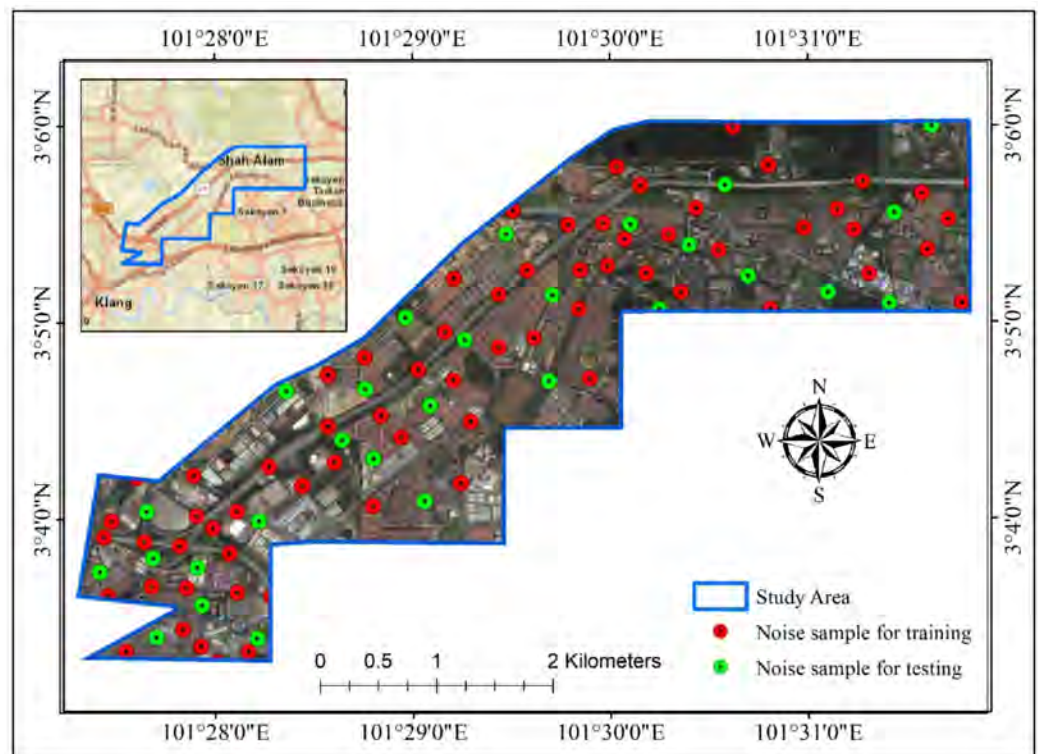 101°28'0"E 101°29'0"E 101°30'0"E 101°31'0"E
3°6'0"N
3°6'0"N
Shah Alam
Seksyen 7
Klang
3°5'0"N
3°5'0"N
N
W E
S
3°4'0"N
3°4'0"N
Study Area
Noise sample for training
Noise sample for testing
0 0.5 1 2 Kilometers
101°28'0"E 101°29'0"E 101°30'0"E 101°31'0"E